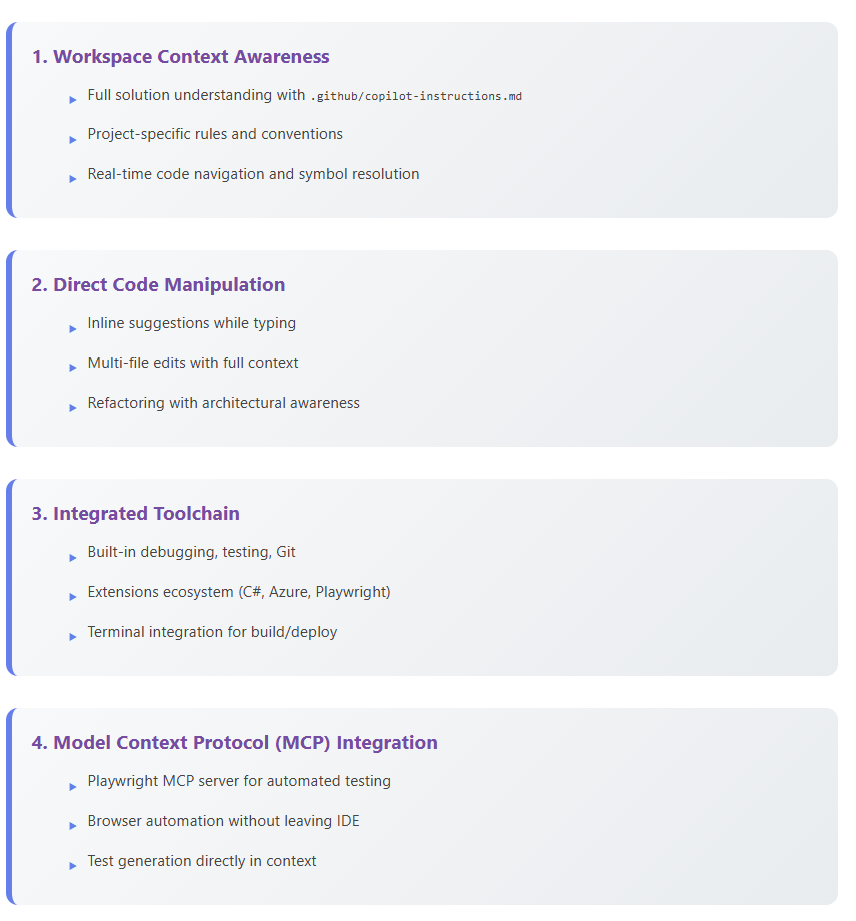 1. Workspace Context Awareness
Full solution understanding with .github/copilot-instructions.md
Project-specific rules and conventions
Real-time code navigation and symbol resolution
2. Direct Code Manipulation
Inline suggestions while typing
Multi-file edits with full context
Refactoring with architectural awareness
3. Integrated Toolchain
Built-in debugging, testing, Git
Extensions ecosystem (C#, Azure, Playwright)
Terminal integration for build/deploy
4. Model Context Protocol (MCP) Integration
Playwright MCP server for automated testing
Browser automation without leaving IDE
Test generation directly in context